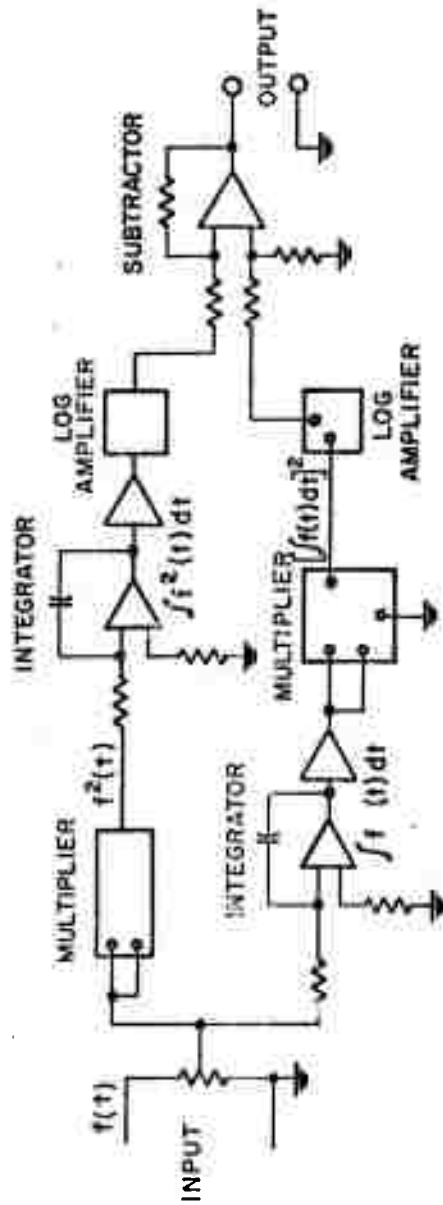 INPUT
f(t)
MULTIPLIER
f²(t)
INTEGRATOR
∫f²(t)dt
LOG
AMPLIFIER
SUBTRACTOR
OUTPUT
INTEGRATOR
∫f (t)dt
MULTIPLIER
[∫f(t)dt]²
LOG
AMPLIFIER